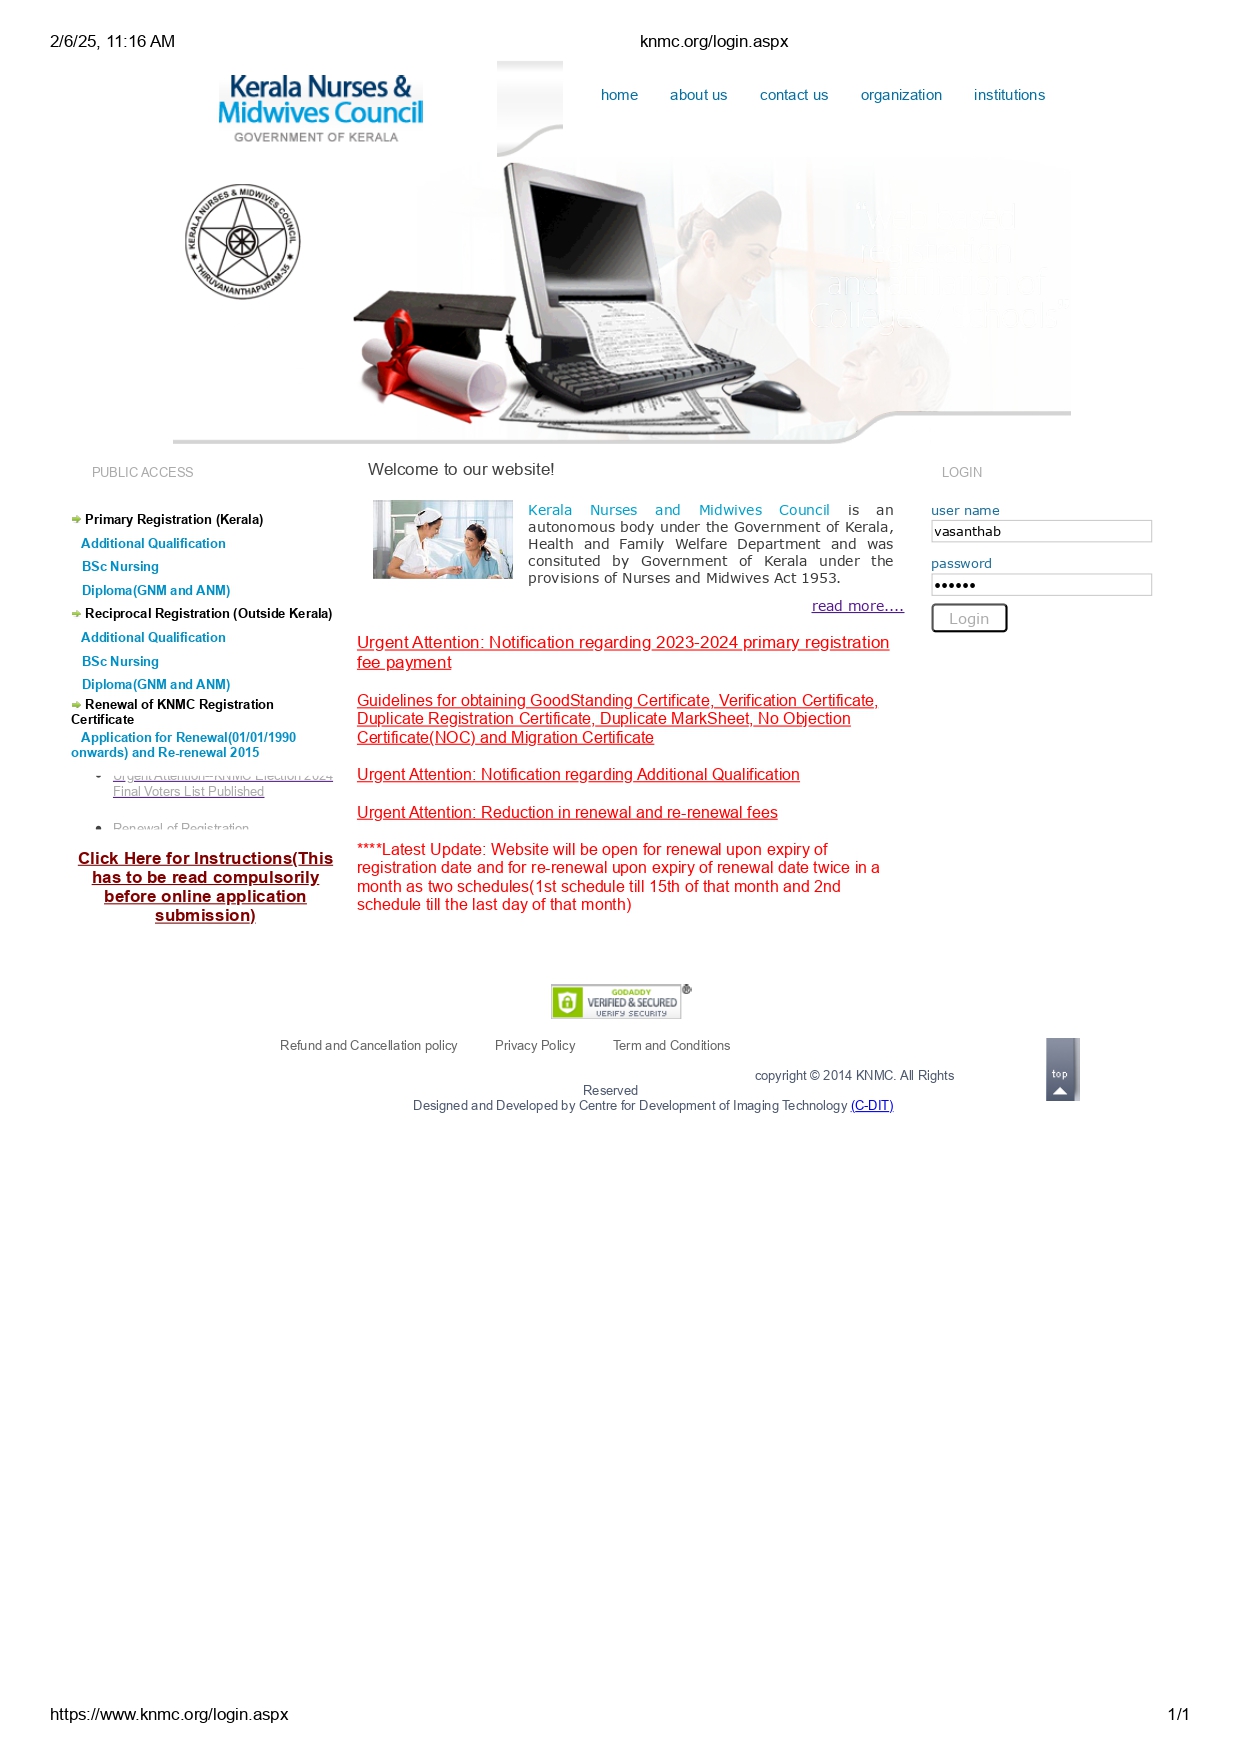 2/6/25, 11:16 AM
knmc.org/login.aspx
Kerala Nurses &
Midwives Council
GOVERNMENT OF KERALA
home about us contact us organization institutions
KERALA NURSES & MIDWIVES COUNCIL
THIRUVANANTHAPURAM-35
PUBLIC ACCESS
Primary Registration (Kerala)
Additional Qualification
BSc Nursing
Diploma(GNM and ANM)
Reciprocal Registration (Outside Kerala)
Additional Qualification
BSc Nursing
Diploma(GNM and ANM)
Renewal of KNMC Registration
Certificate
Application for Renewal(01/01/1990
onwards) and Re-renewal 2015
Urgent Attention--KNMC Election 2024
Final Voters List Published
Renewal of Registration
Click Here for Instructions(This
has to be read compulsorily
before online application
submission)
Welcome to our website!
Kerala Nurses and Midwives Council is an
autonomous body under the Government of Kerala,
Health and Family Welfare Department and was
consituted by Government of Kerala under the
provisions of Nurses and Midwives Act 1953.
read more....
Urgent Attention: Notification regarding 2023-2024 primary registration
fee payment
Guidelines for obtaining GoodStanding Certificate, Verification Certificate,
Duplicate Registration Certificate, Duplicate MarkSheet, No Objection
Certificate(NOC) and Migration Certificate
Urgent Attention: Notification regarding Additional Qualification
Urgent Attention: Reduction in renewal and re-renewal fees
****Latest Update: Website will be open for renewal upon expiry of
registration date and for re-renewal upon expiry of renewal date twice in a
month as two schedules(1st schedule till 15th of that month and 2nd
schedule till the last day of that month)
LOGIN
user name
vasanthab
password
••••••
Login
GODADDY
VERIFIED & SECURED
VERIFY SECURITY
®
Refund and Cancellation policy Privacy Policy Term and Conditions
copyright © 2014 KNMC. All Rights
Reserved
Designed and Developed by Centre for Development of Imaging Technology (C-DIT)
top
https://www.knmc.org/login.aspx
1/1